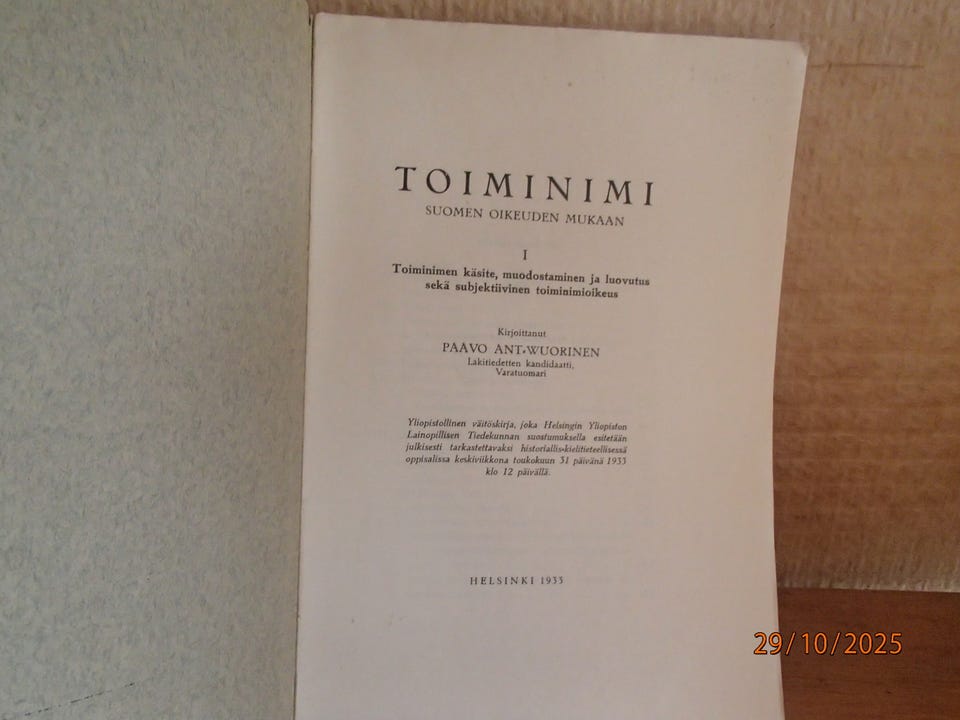 TOIMINIMI
SUOMEN OIKEUDEN MUKAAN
I
Toiminimen käsite, muodostaminen ja luovutus
sekä subjektiivinen toiminimioikeus
Kirjoittanut
PAAVO ANT-WUORINEN
Lakitiedetten kandidaatti,
Varatuomari
Yliopistollinen väitöskirja, joka Helsingin Yliopiston
Lainopillisen Tiedekunnan suostumuksella esitetään
julkisesti tarkastettavaksi historiallis-kielitieteellisessä
oppisalissa keskiviikkona toukokuun 31 päivänä 1933
klo 12 päivällä.
HELSINKI 1933
29/10/2025